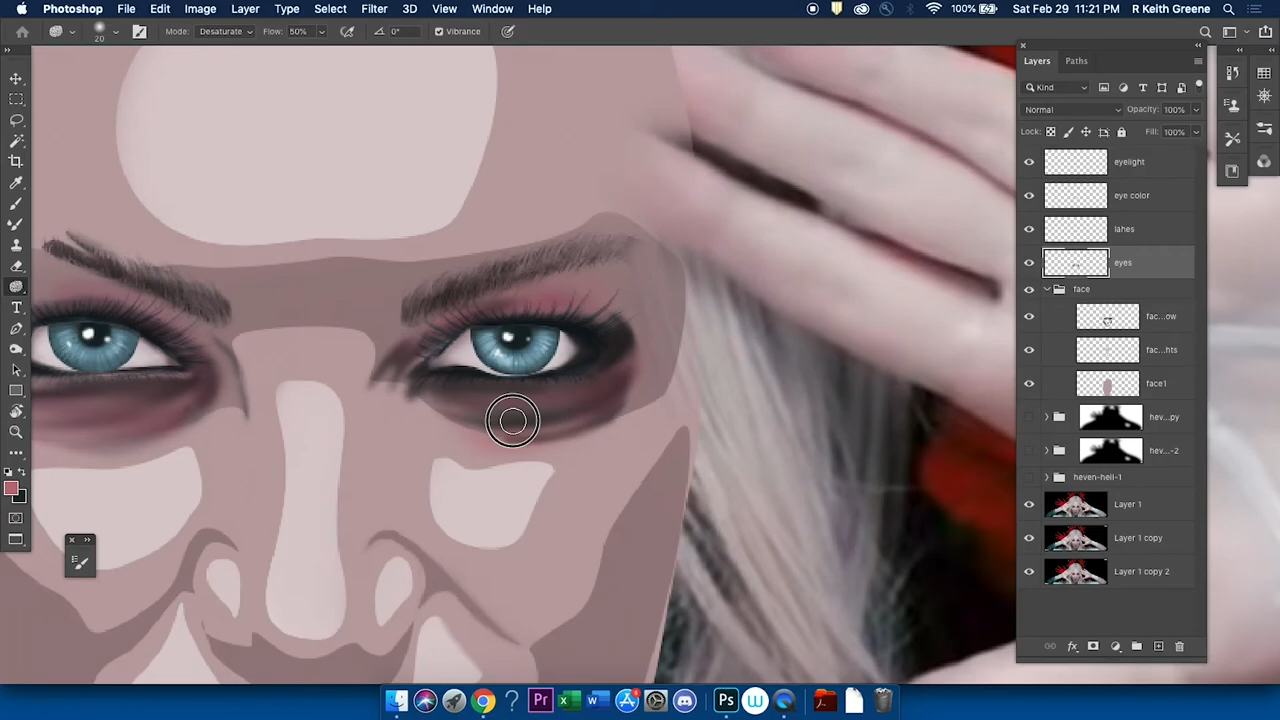 Photoshop File Edit Image Layer Type Select Filter 3D View Window Help 100% Sat Feb 29 11:21 PM R Keith Greene
20 Mode: Desaturate Flow: 50% 0° Vibrance
Layers Paths
Kind
Normal Opacity: 100%
Lock: Fill: 100%
eyelight
eye color
lahes
eyes
face
fac...ow
fac...hts
face1
hev...py
hev...-2
heven-hell-1
Layer 1
Layer 1 copy
Layer 1 copy 2
Pr W Ps W